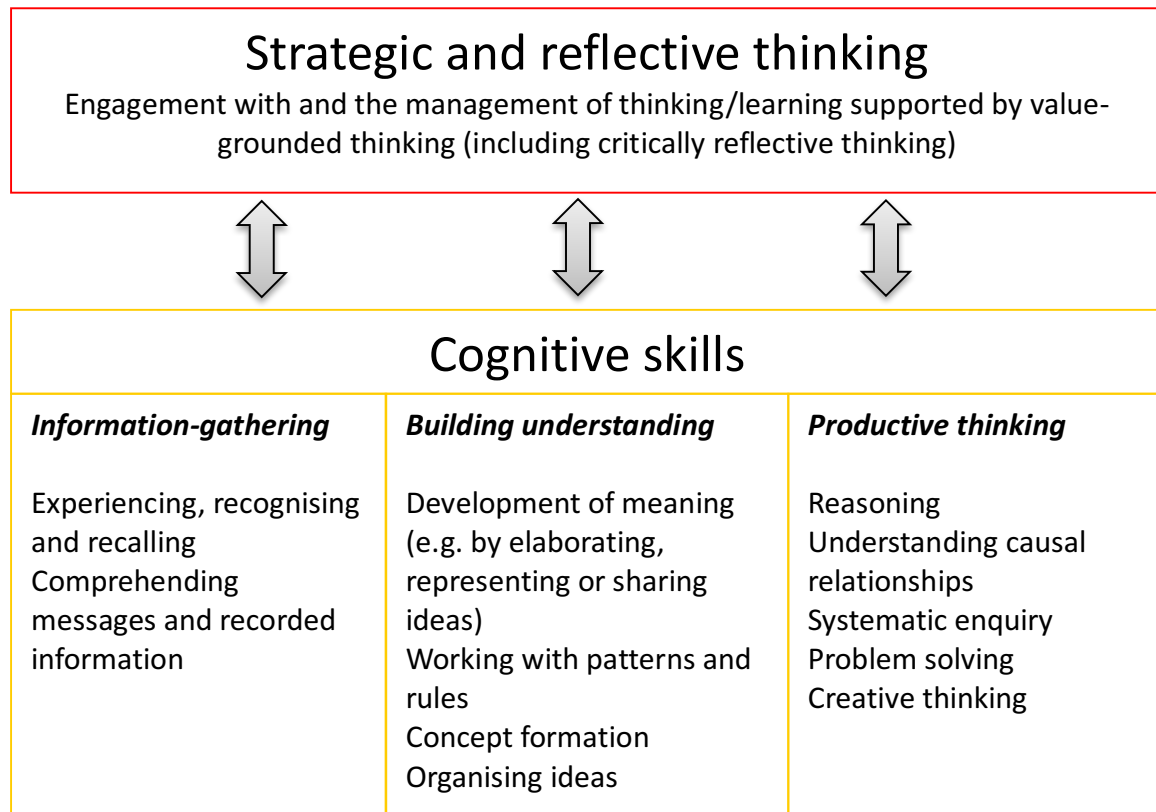 Strategic and reflective thinking
Engagement with and the management of thinking/learning supported by value-
grounded thinking (including critically reflective thinking)
Cognitive skills
Information-gathering
Experiencing, recognising
and recalling
Comprehending
messages and recorded
information
Building understanding
Development of meaning
(e.g. by elaborating,
representing or sharing
ideas)
Working with patterns and
rules
Concept formation
Organising ideas
Productive thinking
Reasoning
Understanding causal
relationships
Systematic enquiry
Problem solving
Creative thinking